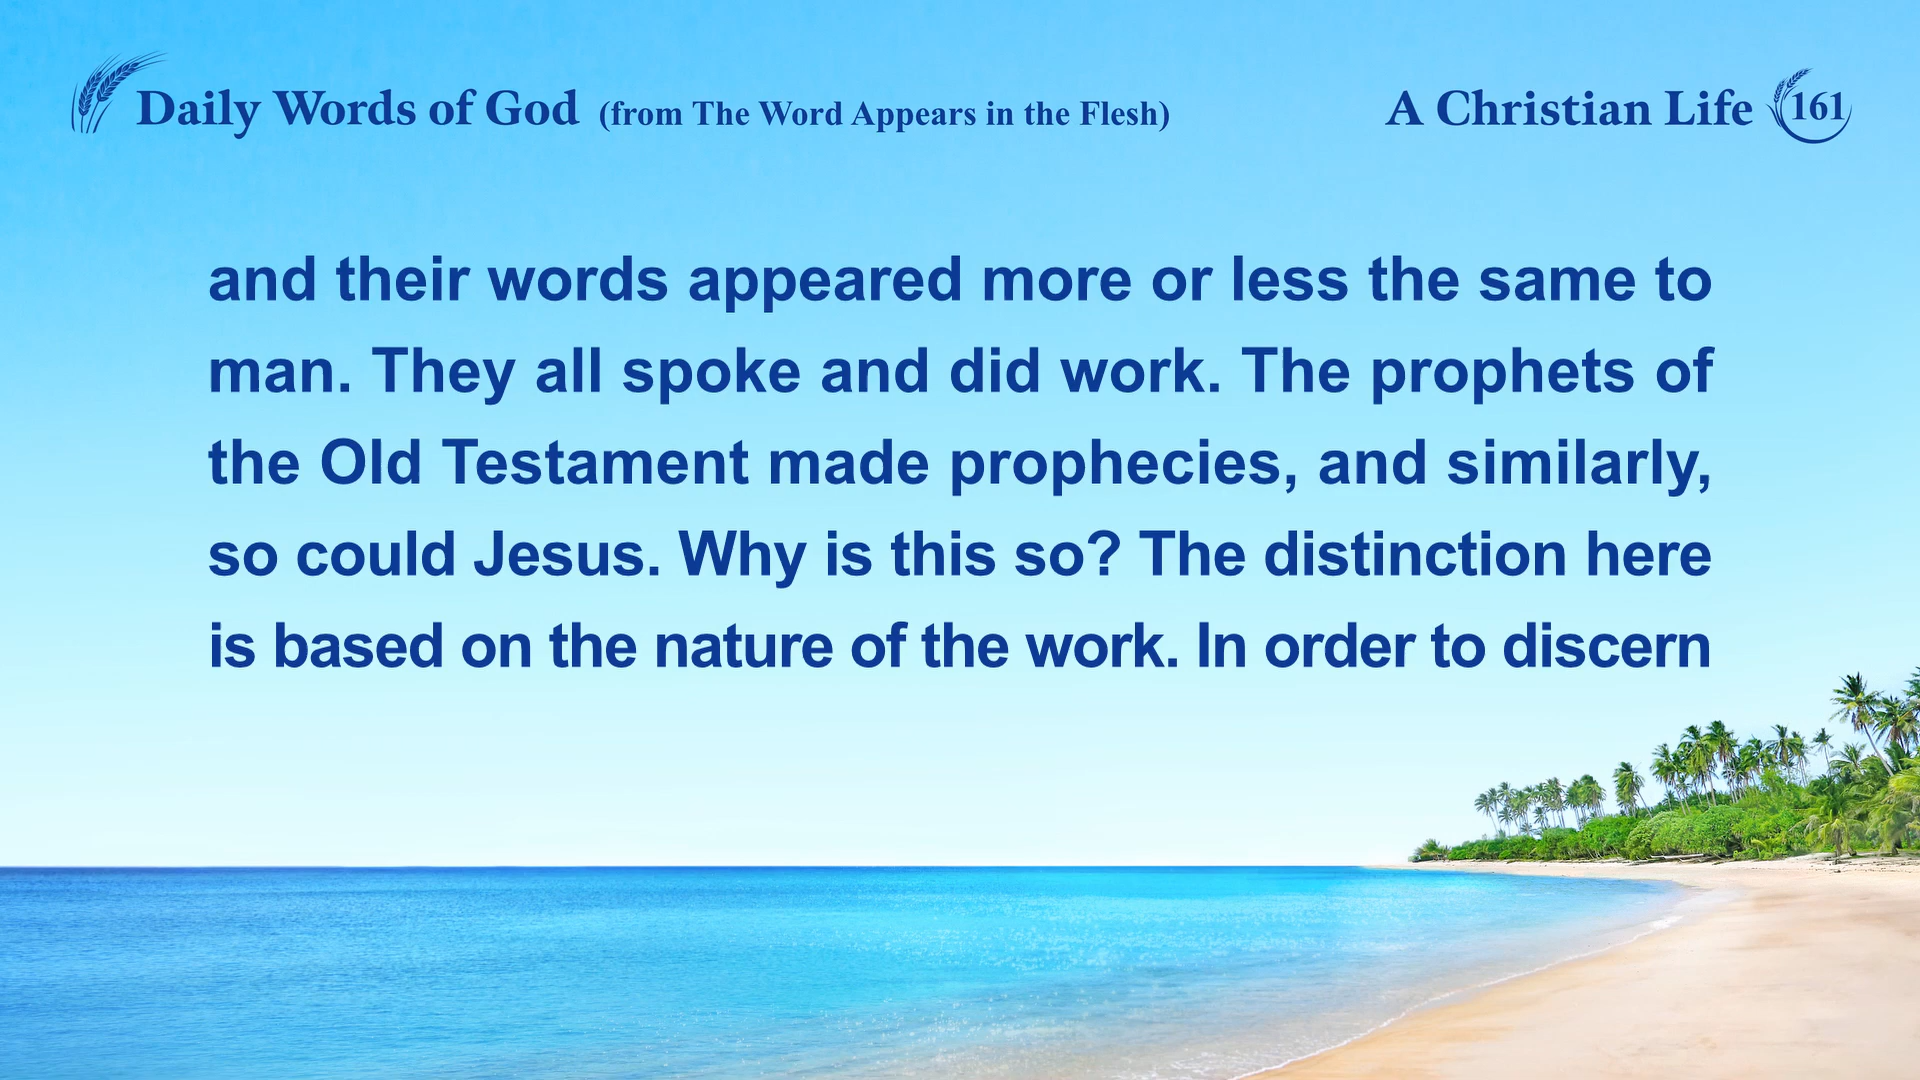 Daily Words of God (from The Word Appears in the Flesh)
A Christian Life 161
and their words appeared more or less the same to
man. They all spoke and did work. The prophets of
the Old Testament made prophecies, and similarly,
so could Jesus. Why is this so? The distinction here
is based on the nature of the work. In order to discern